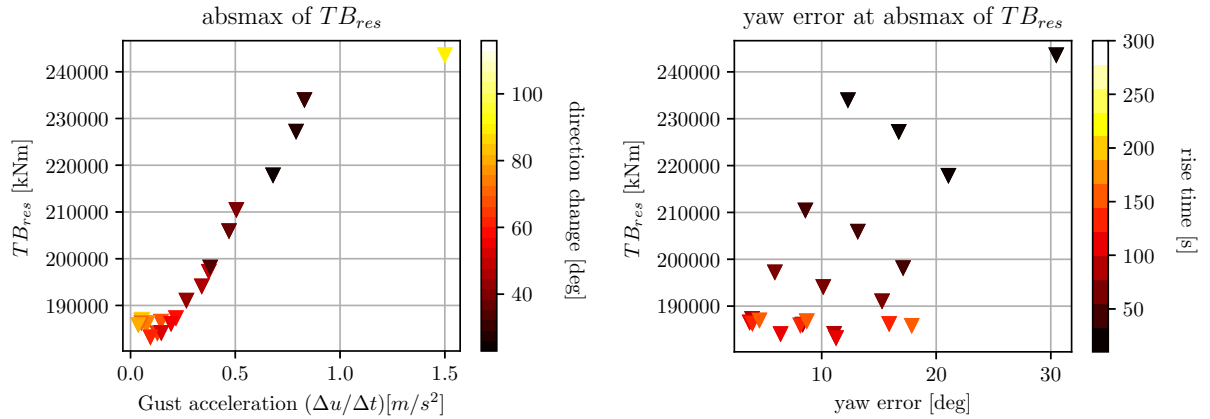 absmax of TB_res
240000
230000
220000
210000
200000
190000
TB_res [kNm]
0.0 0.5 1.0 1.5
Gust acceleration (Δu/Δt)[m/s²]
100
80
60
40
direction change [deg]
yaw error at absmax of TB_res
240000
230000
220000
210000
200000
190000
TB_res [kNm]
10 20 30
yaw error [deg]
300
250
200
150
100
50
rise time [s]